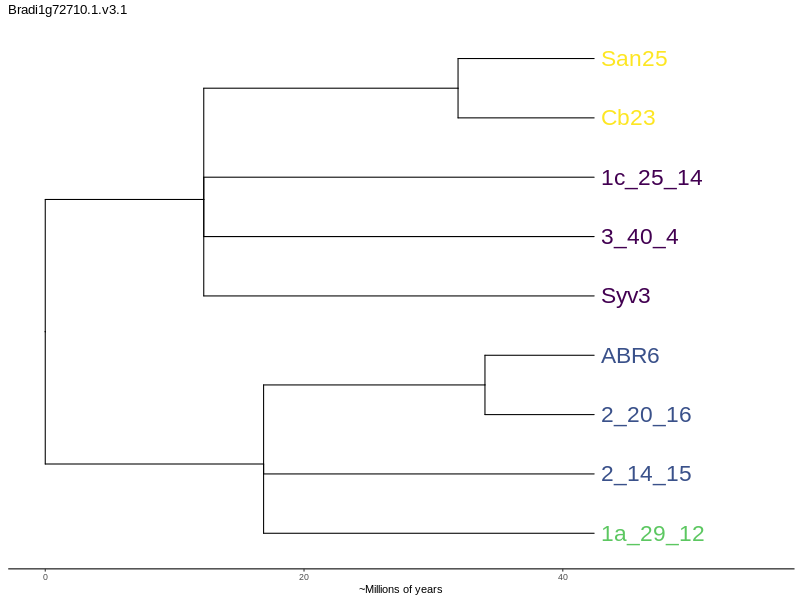 Bradi1g72710.1.v3.1
San25
Cb23
1c_25_14
3_40_4
Syv3
ABR6
2_20_16
2_14_15
1a_29_12
0 20 40
~Millions of years